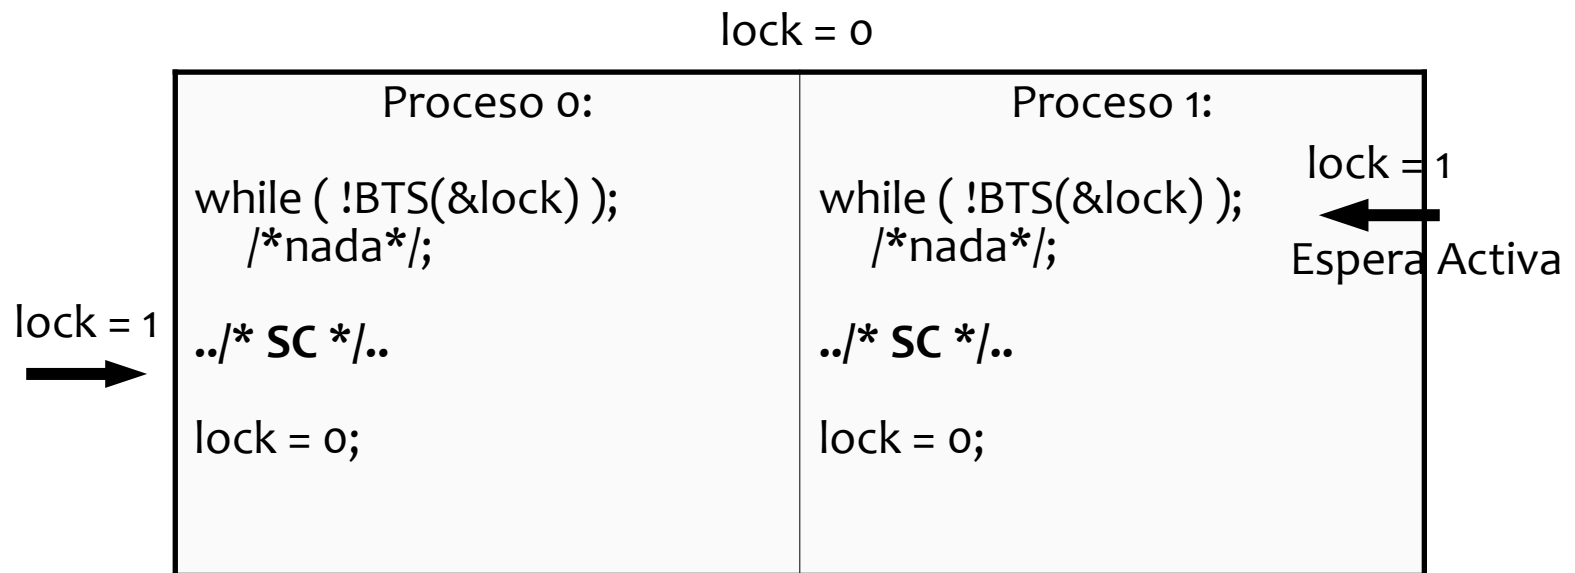 lock = 0
Proceso 0:
while ( !BTS(&lock) );
/*nada*/;
../* SC */..
lock = 0;
lock = 1
Proceso 1:
while ( !BTS(&lock) );
/*nada*/;
../* SC */..
lock = 0;
lock = 1
Espera Activa